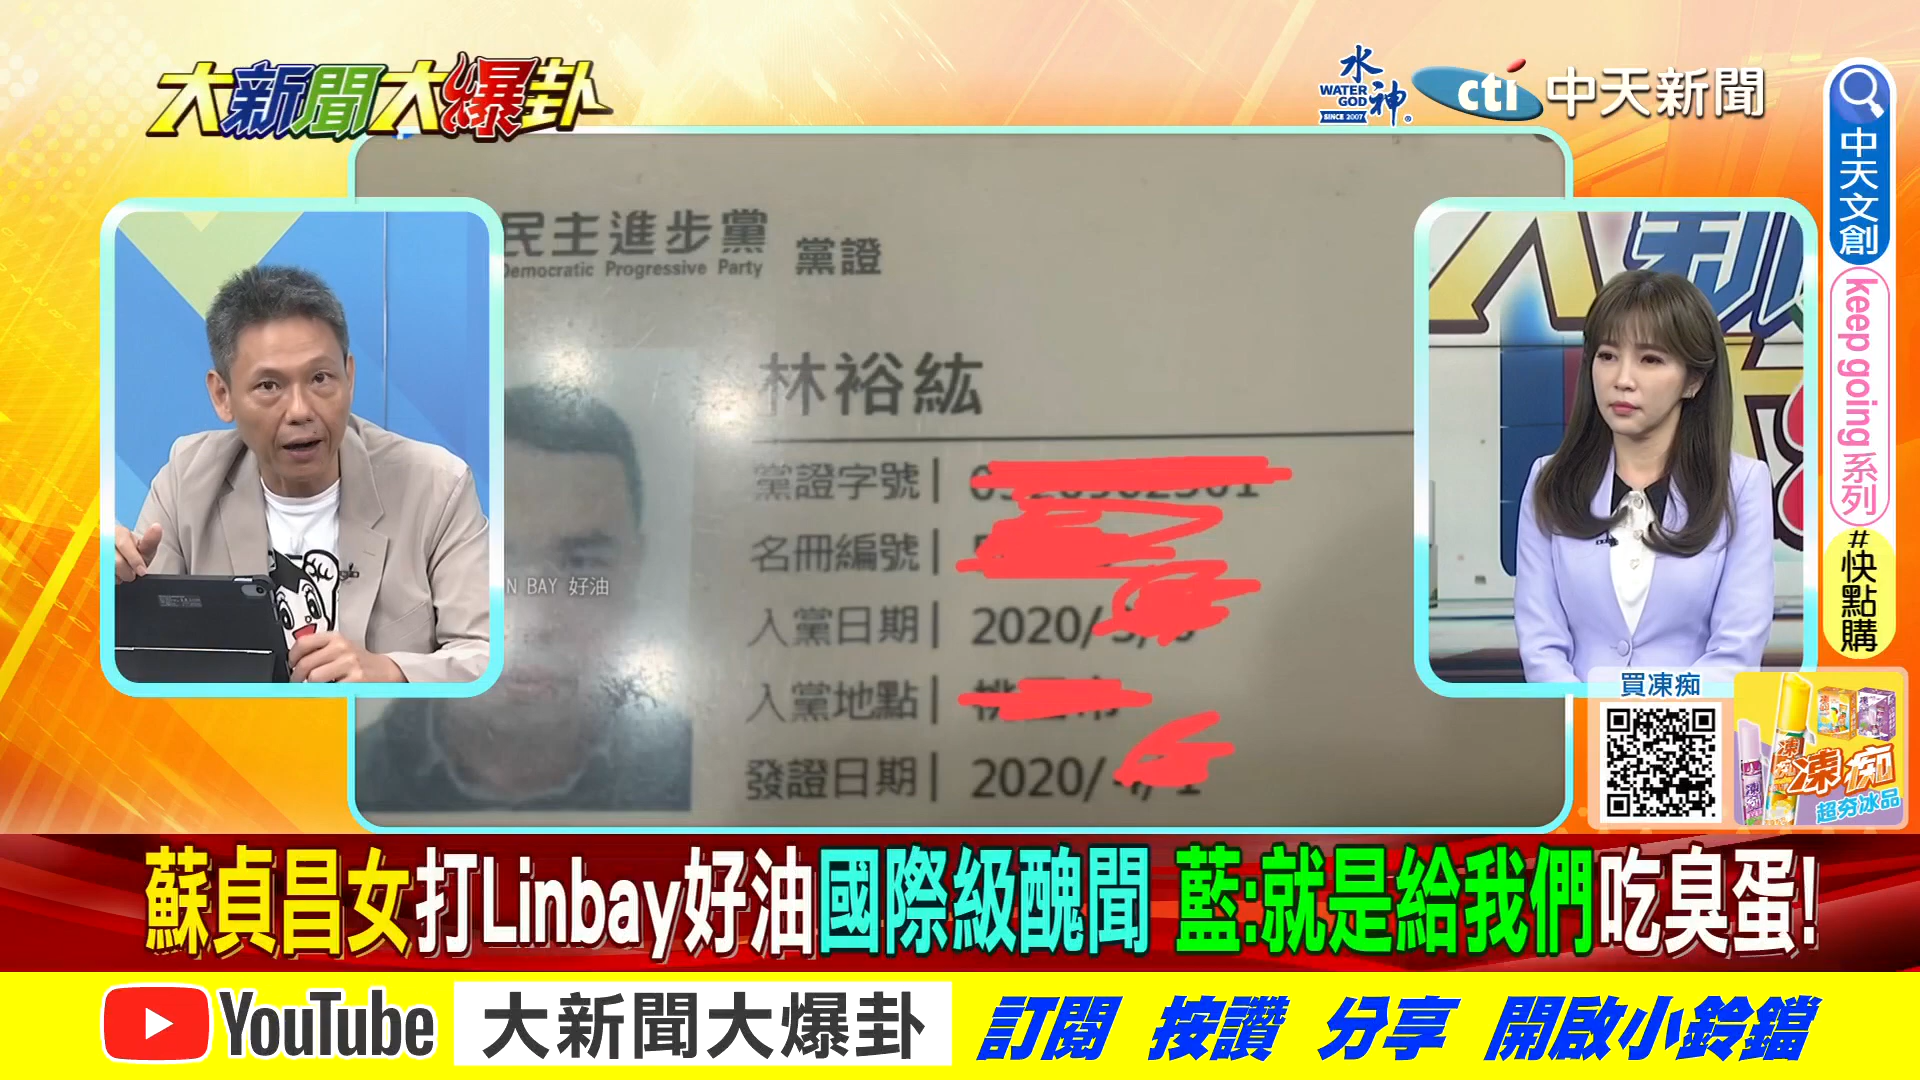 大新聞大爆卦
水神
WATER GOD
SINCE 2007
cti 中天新聞
中天文創
keep going系列
#快點購
民主進步黨 黨證
Democratic Progressive Party
林裕紘
黨證字號
名冊編號
入黨日期 2020/
入黨地點
發證日期 2020/
N BAY 好油
買凍痴
凍痴
超夯冰品
蘇貞昌女打Linbay好油國際級醜聞 藍:就是給我們吃臭蛋!
YouTube 大新聞大爆卦 訂閱 按讚 分享 開啟小鈴鐺